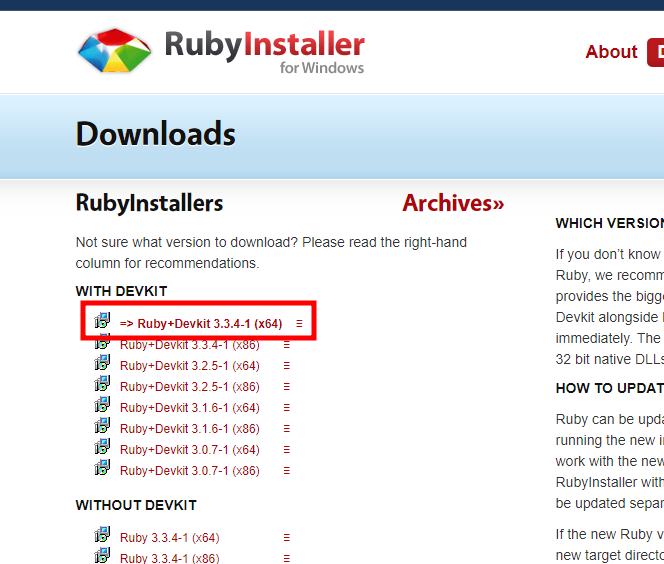 RubyInstaller
for Windows
About
Downloads
RubyInstallers
Archives»
Not sure what version to download? Please read the right-hand
column for recommendations.
WITH DEVKIT
=> Ruby+Devkit 3.3.4-1 (x64)
Ruby+Devkit 3.3.4-1 (x86)
Ruby+Devkit 3.2.5-1 (x64)
Ruby+Devkit 3.2.5-1 (x86)
Ruby+Devkit 3.1.6-1 (x64)
Ruby+Devkit 3.1.6-1 (x86)
Ruby+Devkit 3.0.7-1 (x64)
Ruby+Devkit 3.0.7-1 (x86)
WITHOUT DEVKIT
Ruby 3.3.4-1 (x64)
Ruby 3.3.4-1 (x86)
WHICH VERSION
If you don’t know
Ruby, we recomm
provides the bigge
Devkit alongside
immediately. The
32 bit native DLLs
HOW TO UPDAT
Ruby can be upda
running the new i
work with the new
RubyInstaller with
be updated separ
If the new Ruby v
new target directo